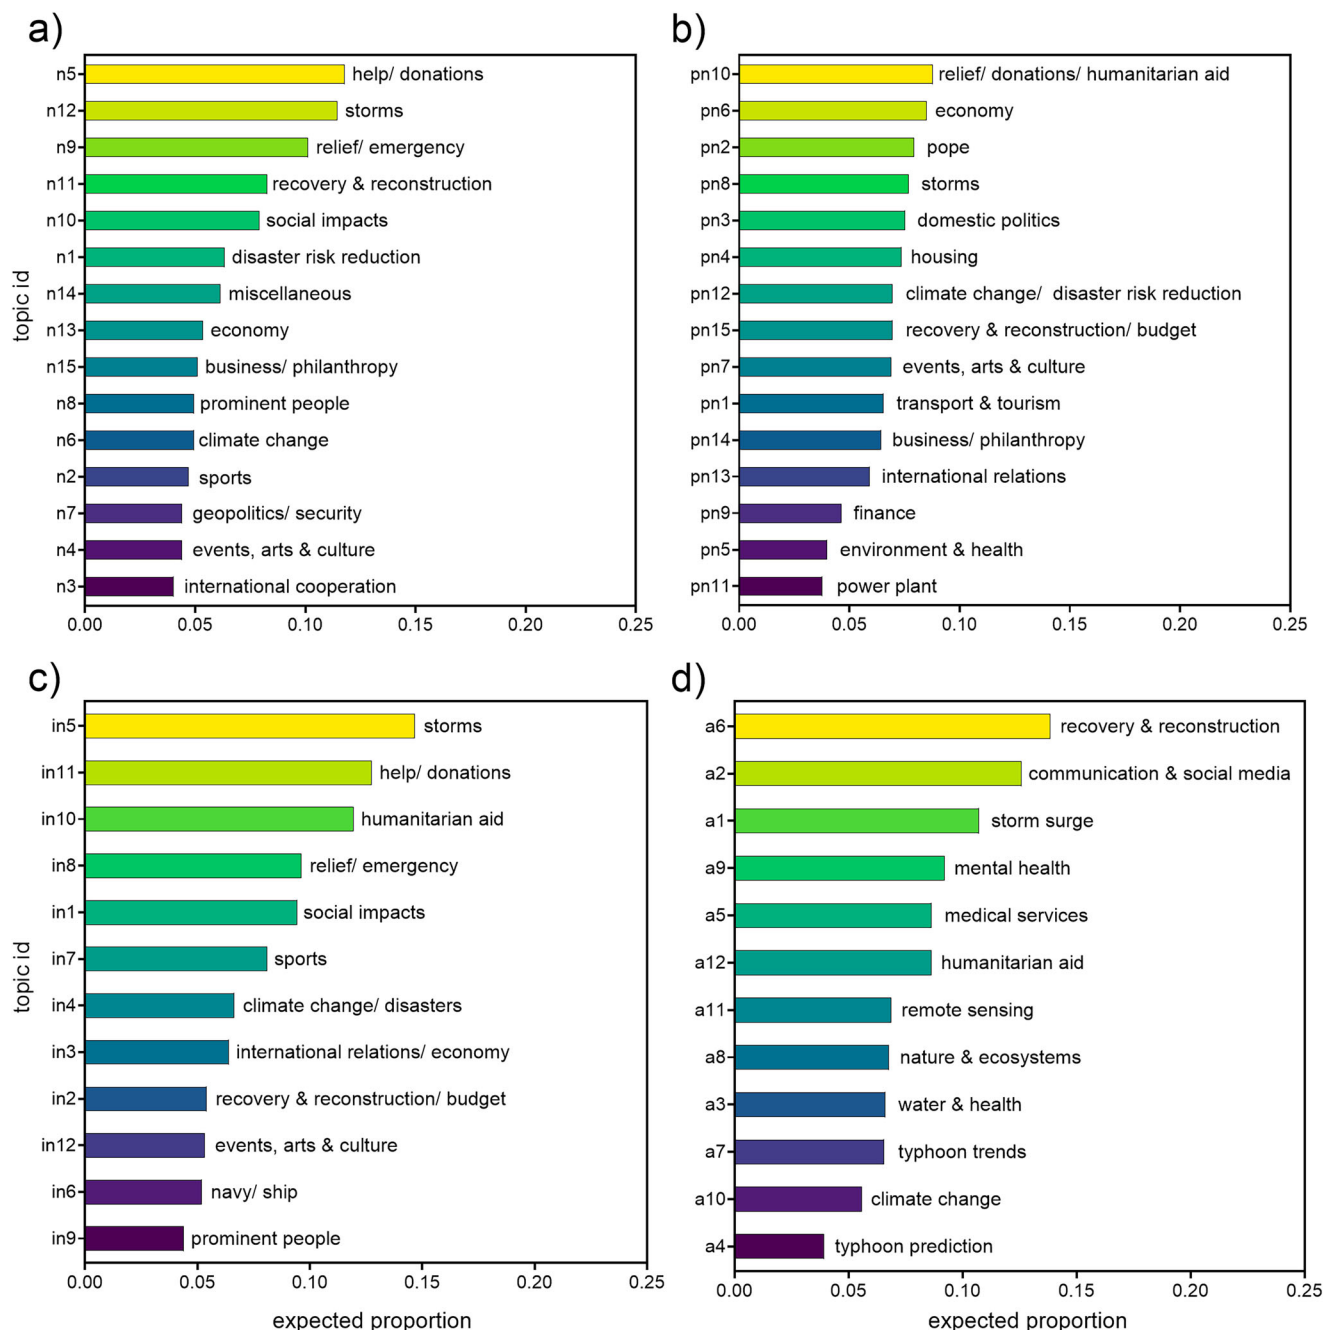 a)
topic id
n5 help/ donations
n12 storms
n9 relief/ emergency
n11 recovery & reconstruction
n10 social impacts
n1 disaster risk reduction
n14 miscellaneous
n13 economy
n15 business/ philanthropy
n8 prominent people
n6 climate change
n2 sports
n7 geopolitics/ security
n4 events, arts & culture
n3 international cooperation
0.00 0.05 0.10 0.15 0.20 0.25
b)
pn10 relief/ donations/ humanitarian aid
pn6 economy
pn2 pope
pn8 storms
pn3 domestic politics
pn4 housing
pn12 climate change/ disaster risk reduction
pn15 recovery & reconstruction/ budget
pn7 events, arts & culture
pn1 transport & tourism
pn14 business/ philanthropy
pn13 international relations
pn9 finance
pn5 environment & health
pn11 power plant
0.00 0.05 0.10 0.15 0.20 0.25
c)
topic id
in5 storms
in11 help/ donations
in10 humanitarian aid
in8 relief/ emergency
in1 social impacts
in7 sports
in4 climate change/ disasters
in3 international relations/ economy
in2 recovery & reconstruction/ budget
in12 events, arts & culture
in6 navy/ ship
in9 prominent people
0.00 0.05 0.10 0.15 0.20 0.25
expected proportion
d)
a6 recovery & reconstruction
a2 communication & social media
a1 storm surge
a9 mental health
a5 medical services
a12 humanitarian aid
a11 remote sensing
a8 nature & ecosystems
a3 water & health
a7 typhoon trends
a10 climate change
a4 typhoon prediction
0.00 0.05 0.10 0.15 0.20 0.25
expected proportion